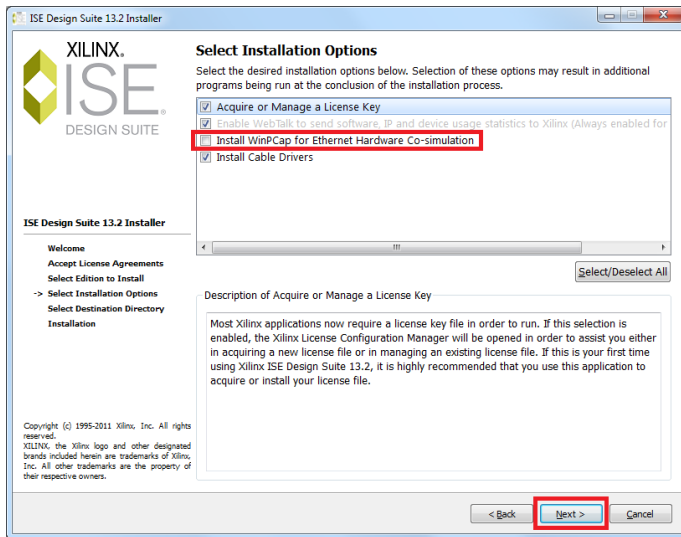 ISE Design Suite 13.2 Installer
XILINX.
ISE.
DESIGN SUITE
Select Installation Options
Select the desired installation options below. Selection of these options may result in additional
programs being run at the conclusion of the installation process.
Acquire or Manage a License Key
Enable WebTalk to send software, IP and device usage statistics to Xilinx (Always enabled for
Install WinPCap for Ethernet Hardware Co-simulation
Install Cable Drivers
Select/Deselect All
ISE Design Suite 13.2 Installer
Welcome
Accept License Agreements
Select Edition to Install
-> Select Installation Options
Select Destination Directory
Installation
Description of Acquire or Manage a License Key
Most Xilinx applications now require a license key file in order to run. If this selection is
enabled, the Xilinx License Configuration Manager will be opened in order to assist you either
in acquiring a new license file or in managing an existing license file. If this is your first time
using Xilinx ISE Design Suite 13.2, it is highly recommended that you use this application to
acquire or install your license file.
Copyright (c) 1995-2011 Xilinx, Inc. All rights
reserved.
XILINX, the Xilinx logo and other designated
brands included herein are trademarks of Xilinx,
Inc. All other trademarks are the property of
their respective owners.
< Back
Next >
Cancel